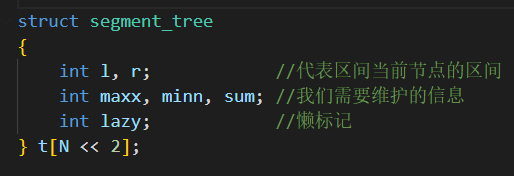 struct segment_tree
{
    int l, r;                //代表区间当前节点的区间
    int maxx, minn, sum; //我们需要维护的信息
    int lazy;                //懒标记
} t[N << 2];